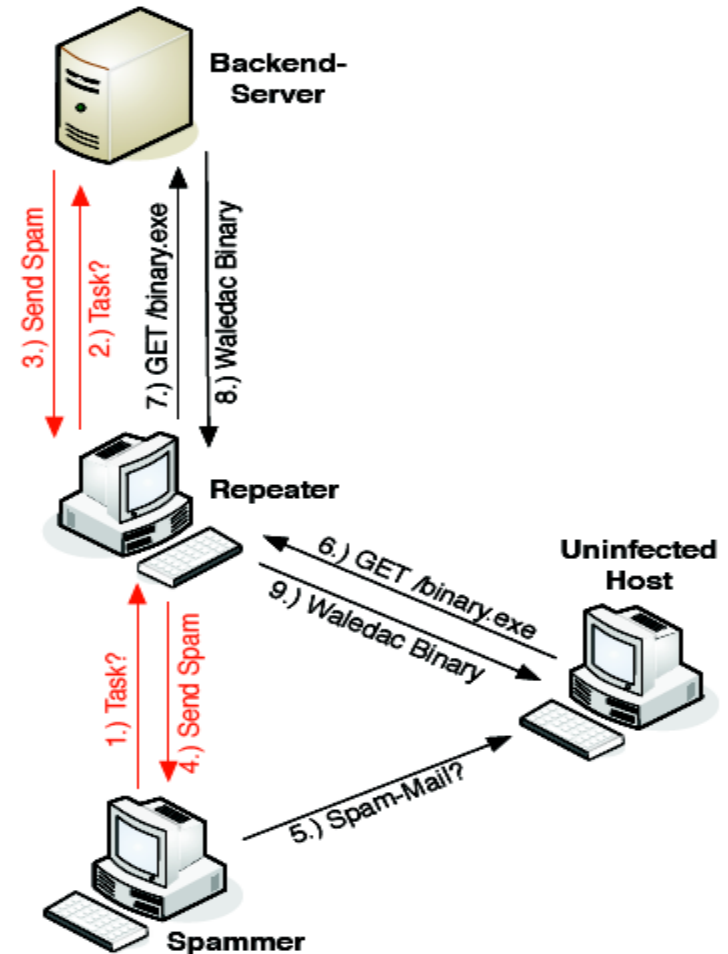 Backend-
Server
3.) Send Spam
2.) Task?
7.) GET /binary.exe
8.) Waledac Binary
Repeater
6.) GET /binary.exe
9.) Waledac Binary
Uninfected
Host
1.) Task?
4.) Send Spam
5.) Spam-Mail?
Spammer